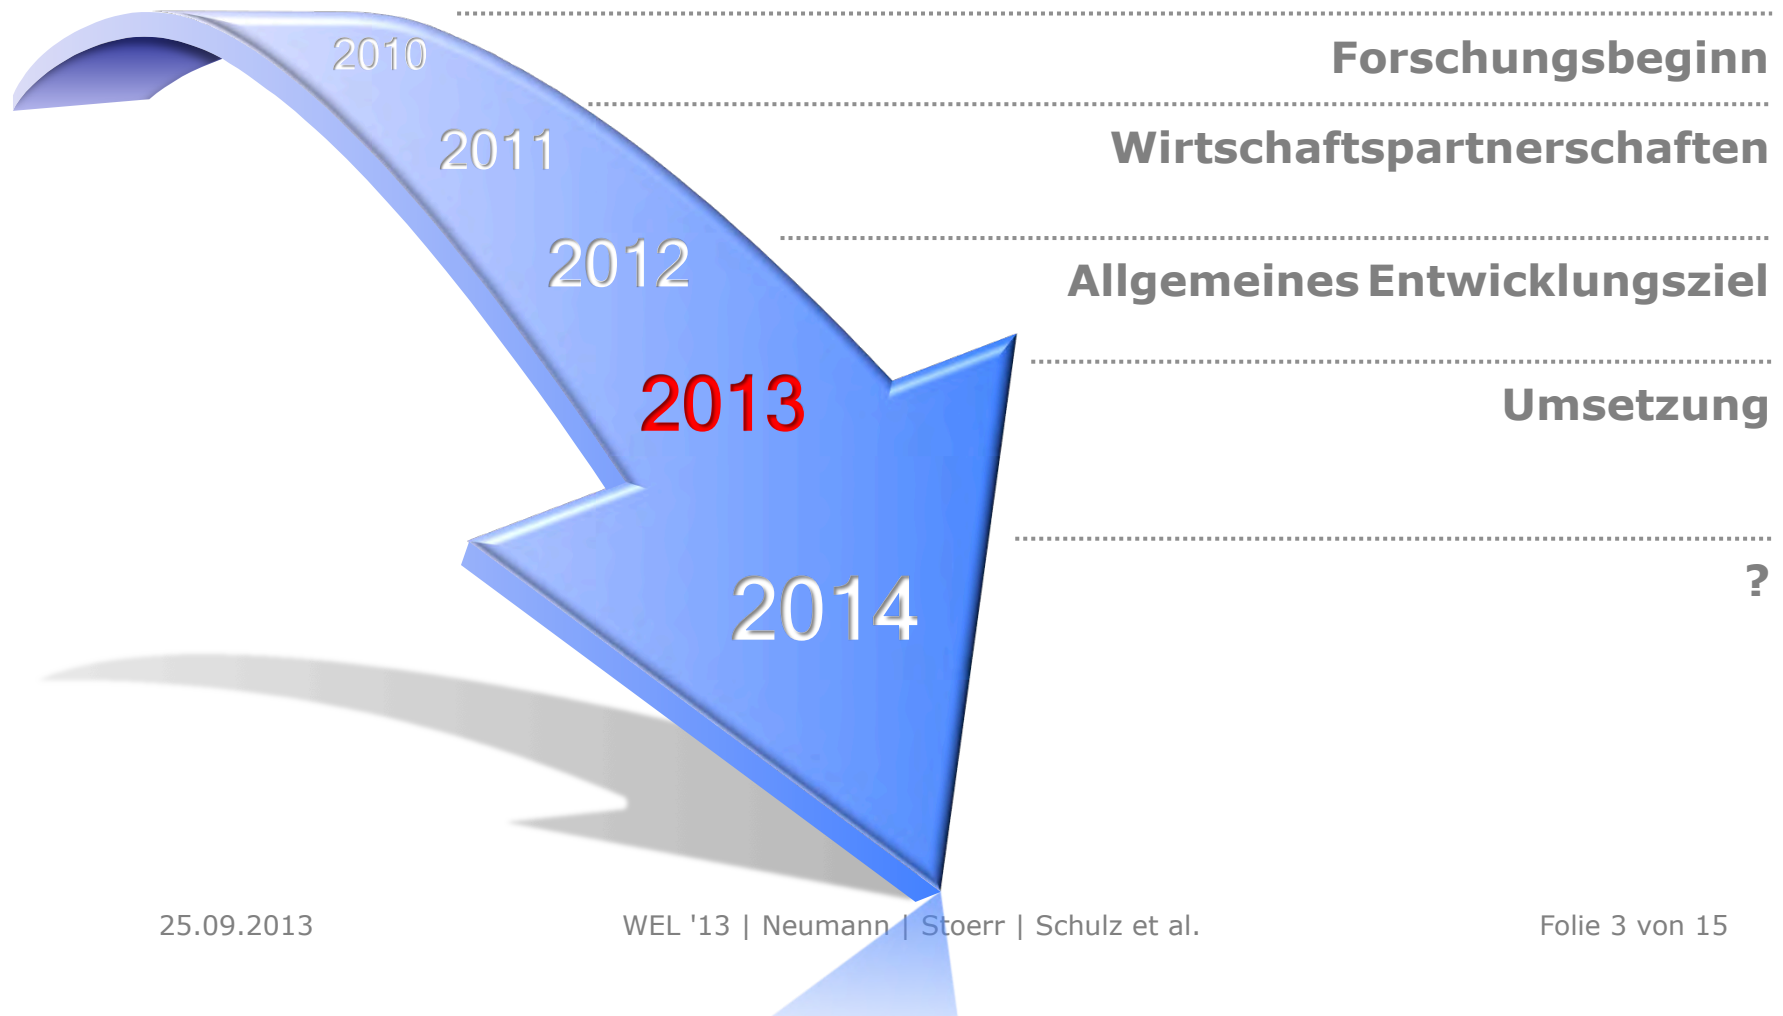 2010
Forschungsbeginn
2011
Wirtschaftspartnerschaften
2012
Allgemeines Entwicklungsziel
2013
Umsetzung
2014
?
25.09.2013
WEL '13 | Neumann | Stoerr | Schulz et al.
Folie 3 von 15